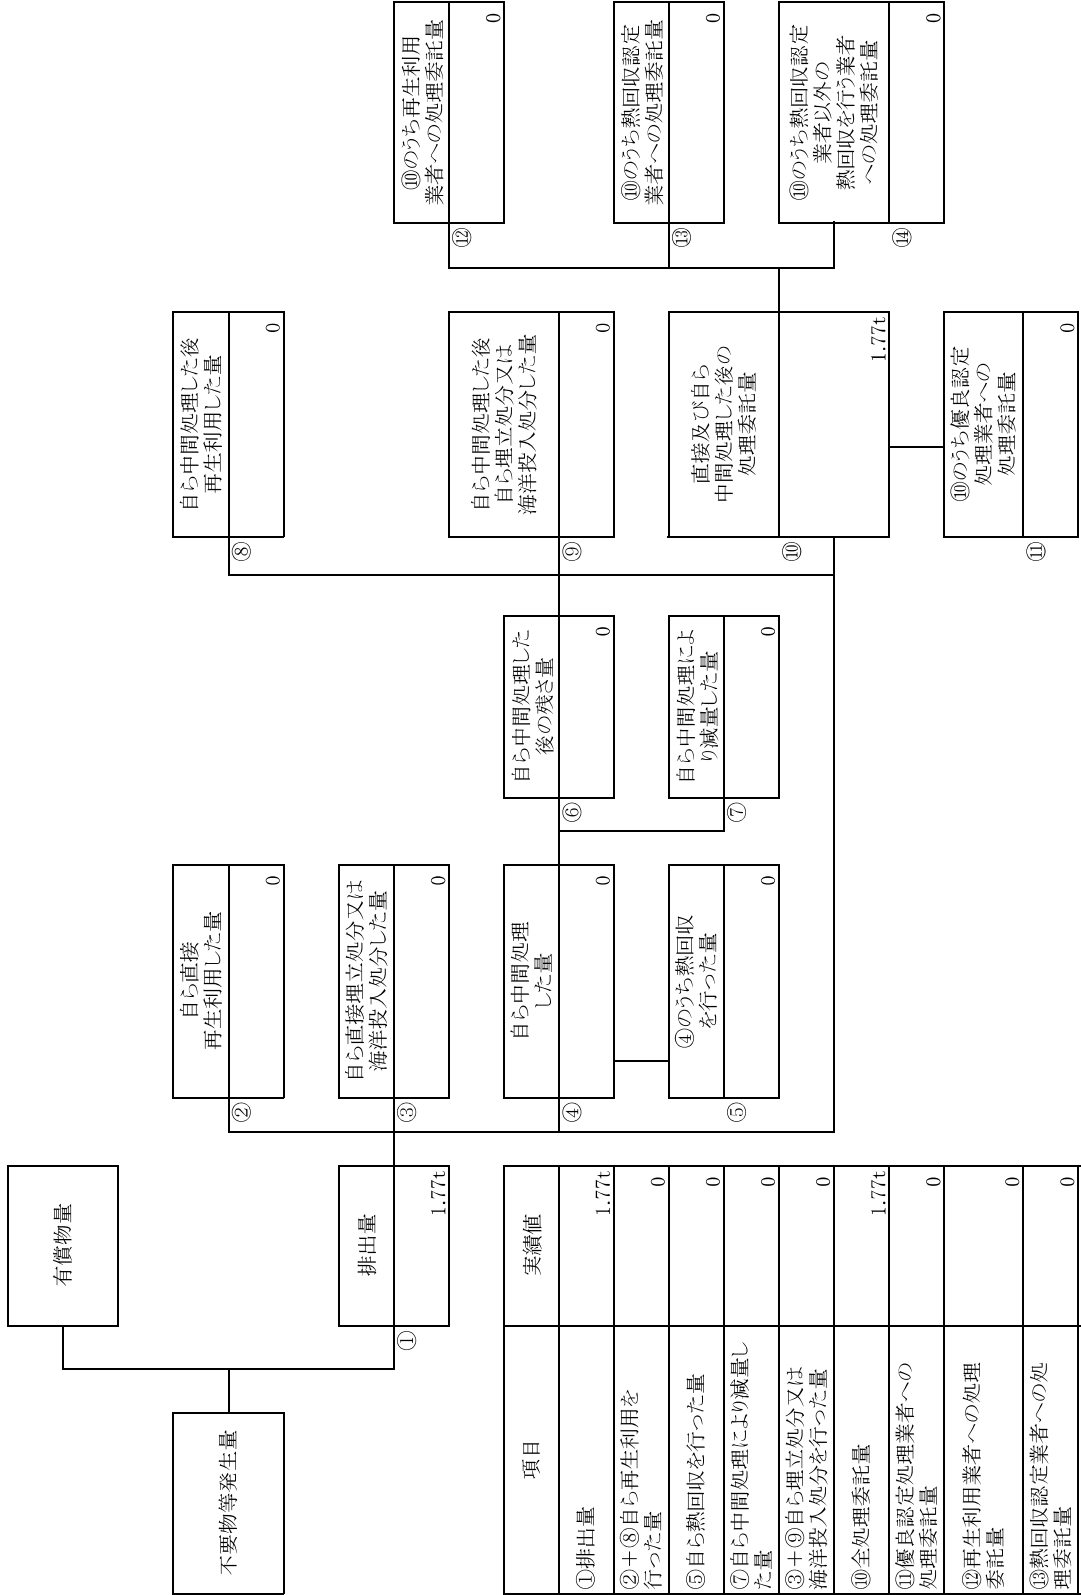 不要物等発生量
有償物量
排出量
①
1.77t
自ら直接
再生利用した量
②
0
自ら直接埋立処分又は
海洋投入処分した量
③
0
自ら中間処理
した量
④
0
④のうち熱回収
を行った量
⑤
0
自ら中間処理した
後の残さ量
⑥
0
自ら中間処理によ
り減量した量
⑦
0
自ら中間処理した後
再生利用した量
⑧
0
自ら中間処理した後
自ら埋立処分又は
海洋投入処分した量
⑨
0
直接及び自ら
中間処理した後の
処理委託量
⑩
1.77t
⑩のうち優良認定
処理業者への
処理委託量
⑪
0
⑩のうち再生利用
業者への処理委託量
⑫
0
⑩のうち熱回収認定
業者への処理委託量
⑬
0
⑩のうち熱回収認定
業者以外の
熱回収を行う業者
への処理委託量
⑭
0
項目
実績値
①排出量
1.77t
②+⑧自ら再生利用を
行った量
0
⑤自ら熱回収を行った量
0
⑦自ら中間処理により減量し
た量
0
③+⑨自ら埋立処分又は
海洋投入処分を行った量
0
⑩全処理委託量
1.77t
⑪優良認定処理業者への
処理委託量
0
⑫再生利用業者への処理
委託量
0
⑬熱回収認定業者への処
理委託量
0